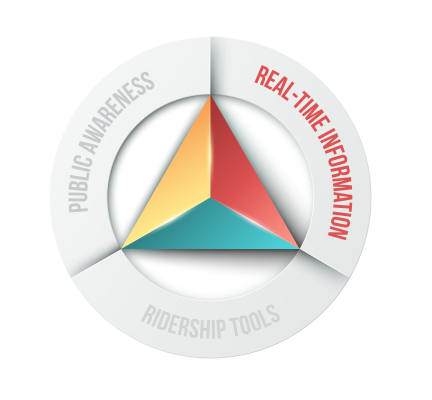 PUBLIC AWARENESS
REAL-TIME INFORMATION
RIDERSHIP TOOLS